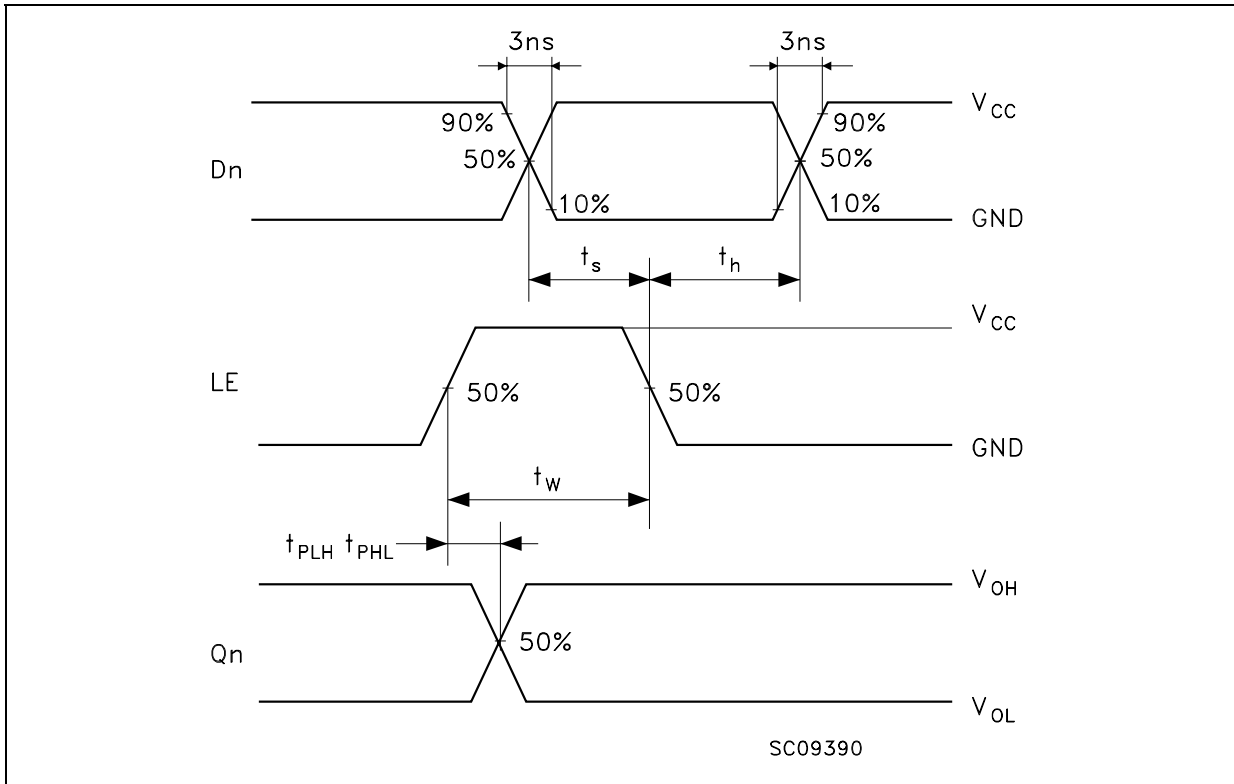 3ns 3ns
V_CC
90% 90%
Dn 50% 50%
10% 10%
GND
t_s t_h
V_CC
LE 50% 50%
GND
t_W
t_PLH t_PHL
V_OH
Qn 50%
V_OL
SC09390